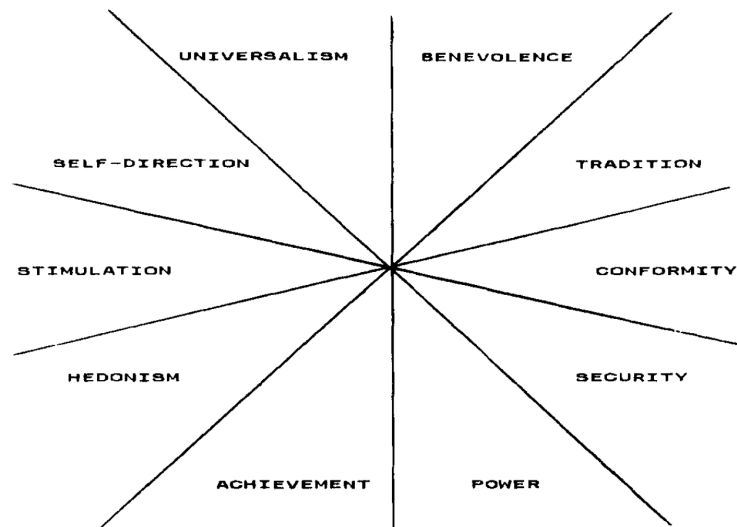 UNIVERSALISM
BENEVOLENCE
SELF-DIRECTION
TRADITION
STIMULATION
CONFORMITY
HEDONISM
SECURITY
ACHIEVEMENT
POWER